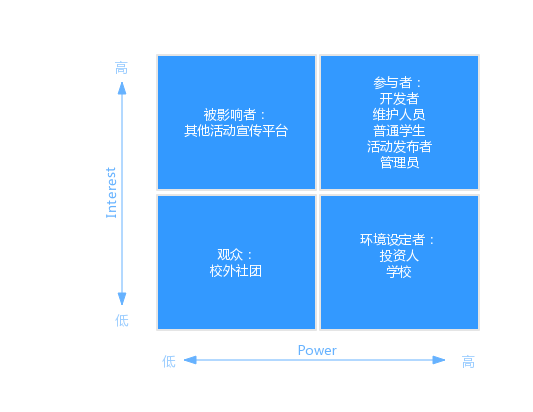 高
被影响者：
其他活动宣传平台
参与者：
开发者
维护人员
普通学生
活动发布者
管理员
Interest
观众：
校外社团
环境设定者：
投资人
学校
低
Power
低
高